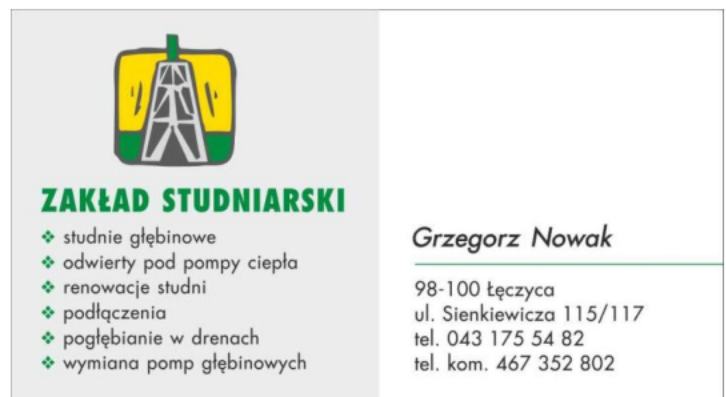 ZAKŁAD STUDNIARSKI
❖ studnie głębinowe
❖ odwierty pod pompy ciepła
❖ renowacje studni
❖ podłączenia
❖ pogłębianie w drenach
❖ wymiana pomp głębinowych
Grzegorz Nowak
98-100 Łęczyca
ul. Sienkiewicza 115/117
tel. 043 175 54 82
tel. kom. 467 352 802